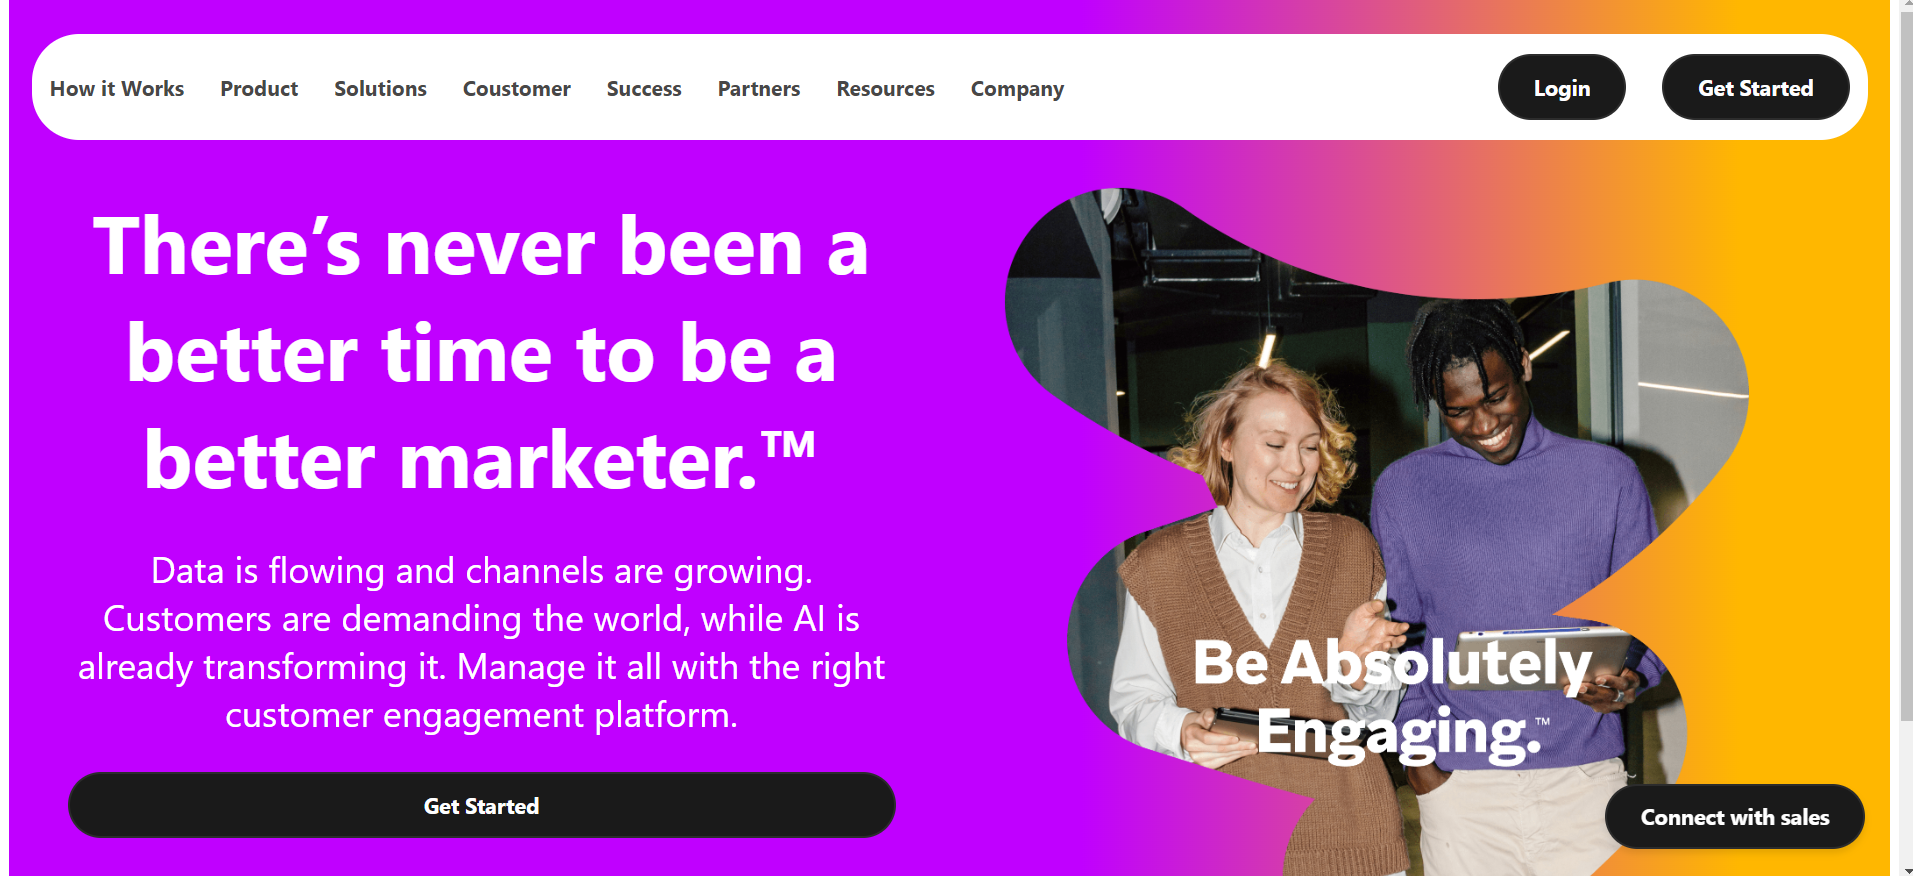 How it Works Product Solutions Coustomer Success Partners Resources Company Login Get Started
There’s never been a
better time to be a
better marketer.™
Data is flowing and channels are growing.
Customers are demanding the world, while AI is
already transforming it. Manage it all with the right
customer engagement platform.
Get Started
Be Absolutely
Engaging.™
Connect with sales